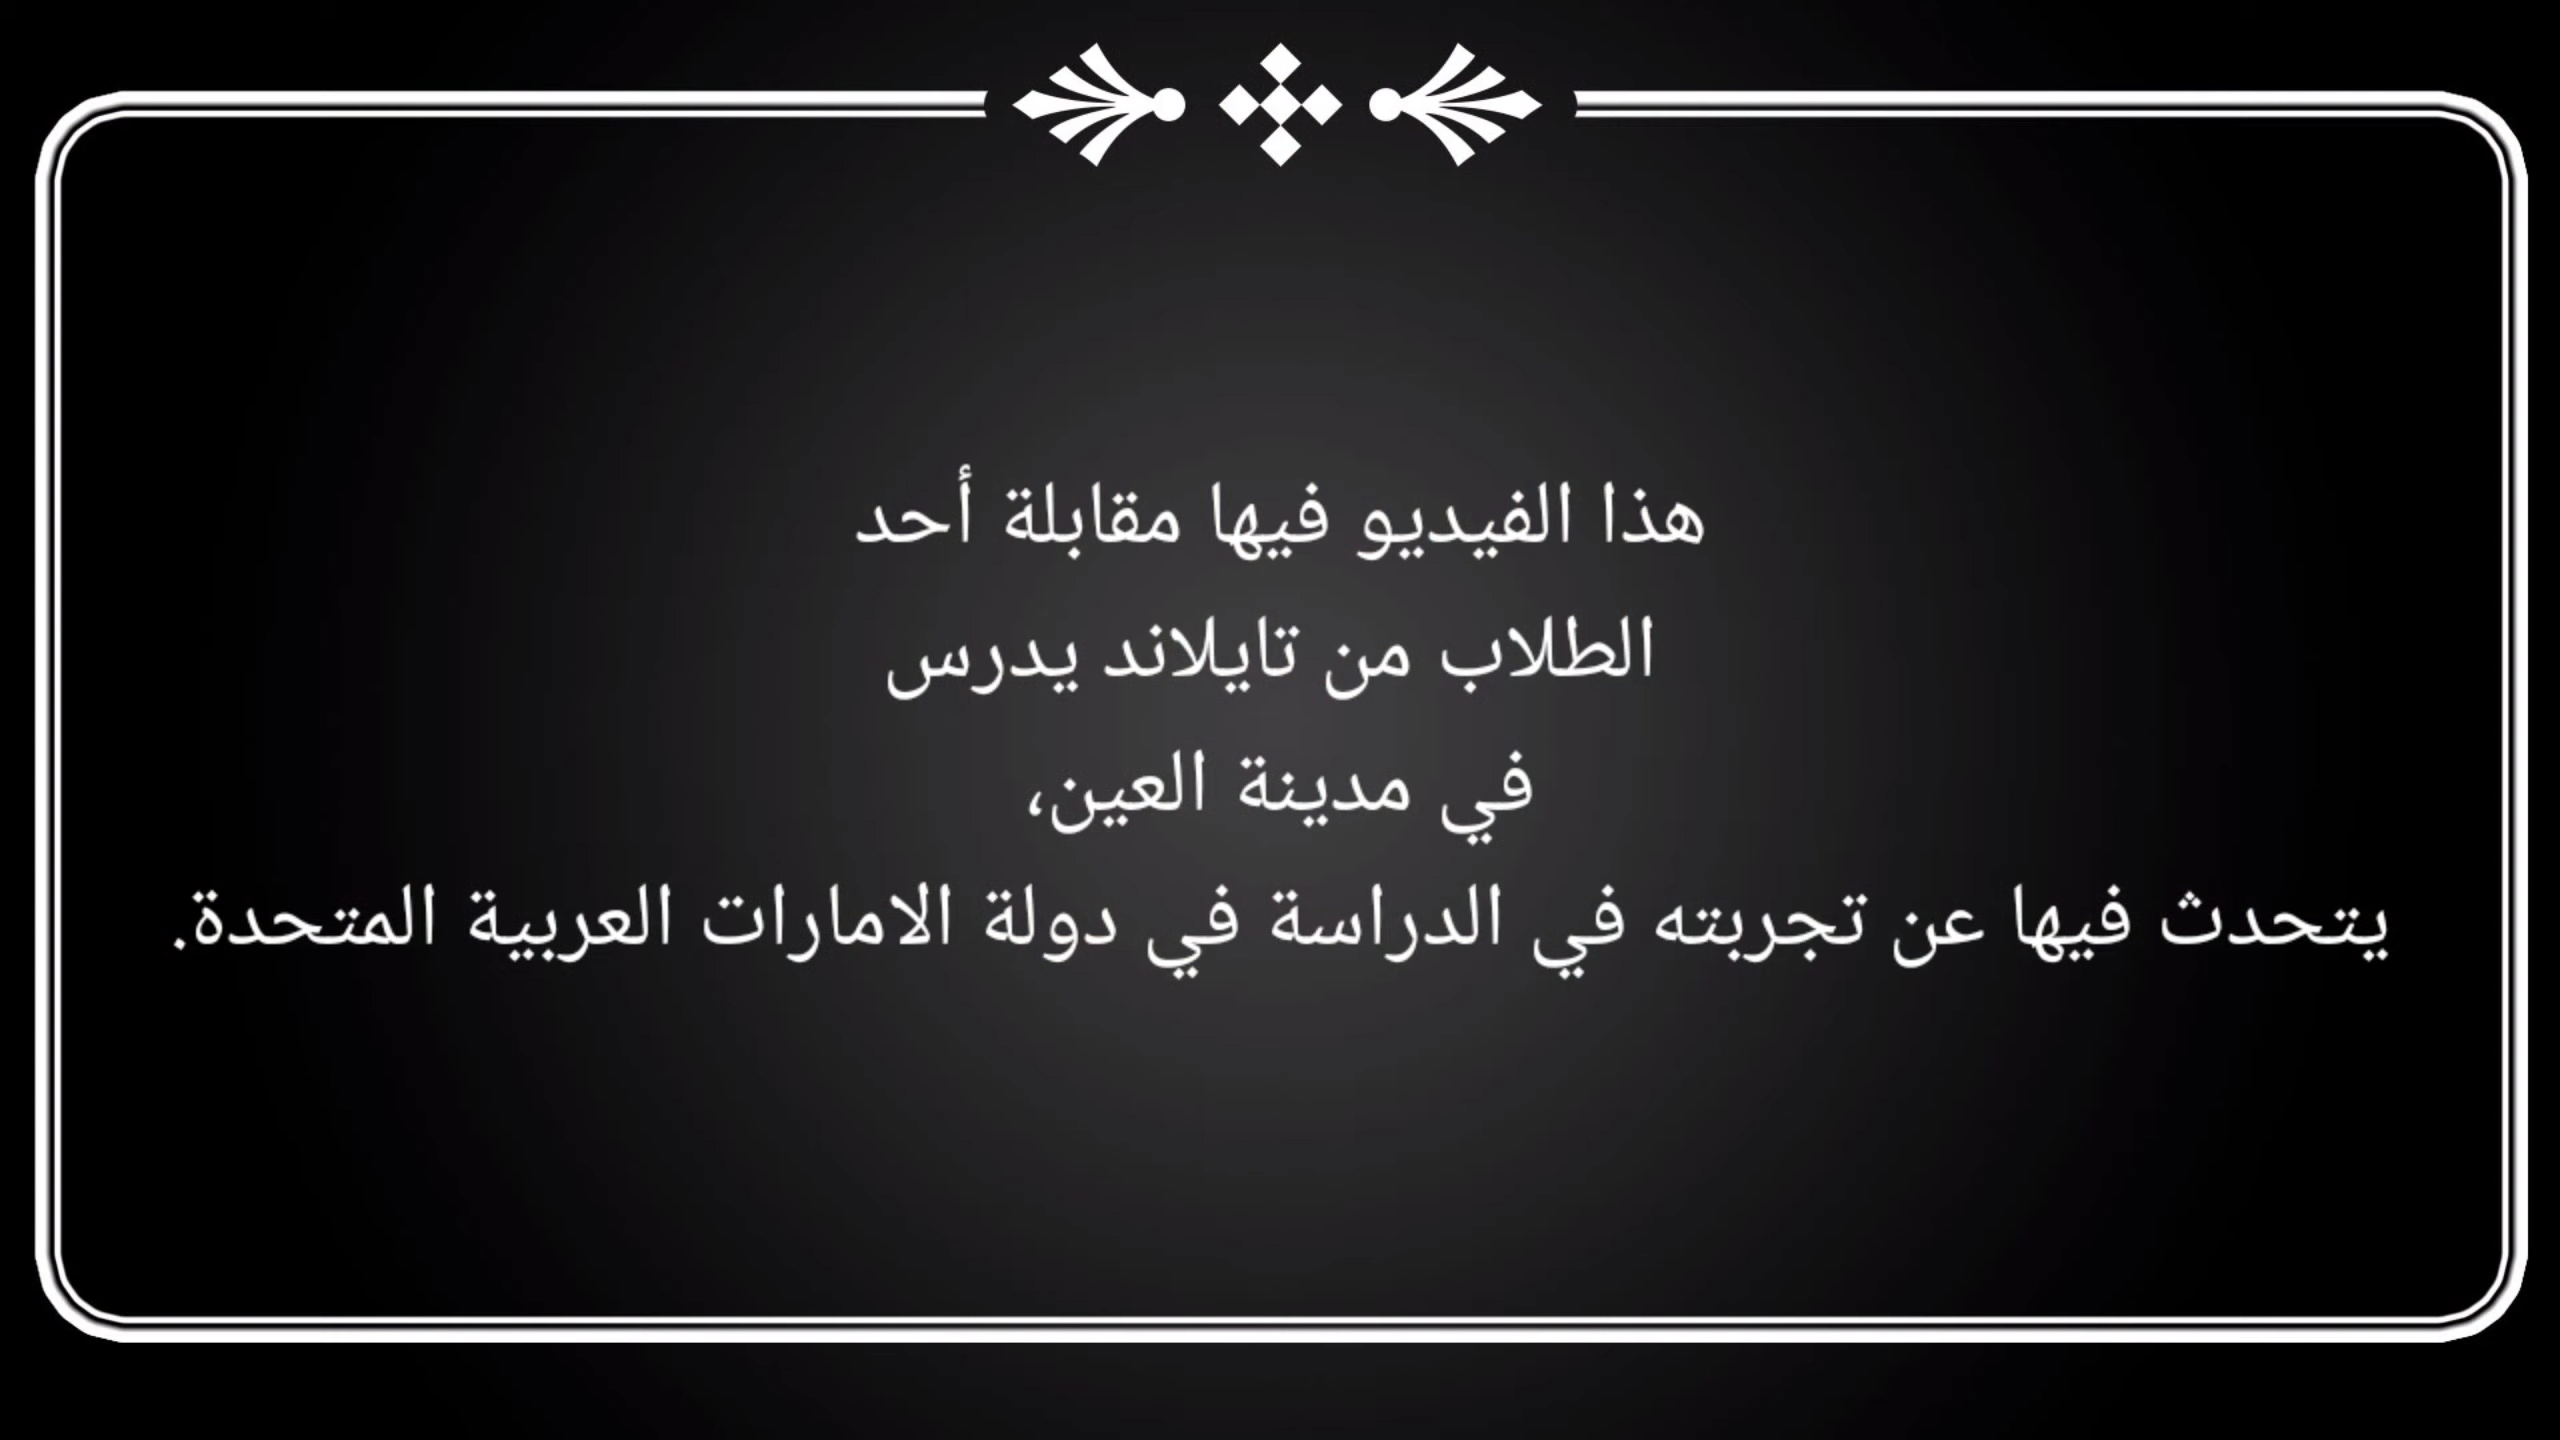 هذا الفيديو فيها مقابلة أحد
الطلاب من تايلاند يدرس
في مدينة العين،
يتحدث فيها عن تجربته في الدراسة في دولة الامارات العربية المتحدة.